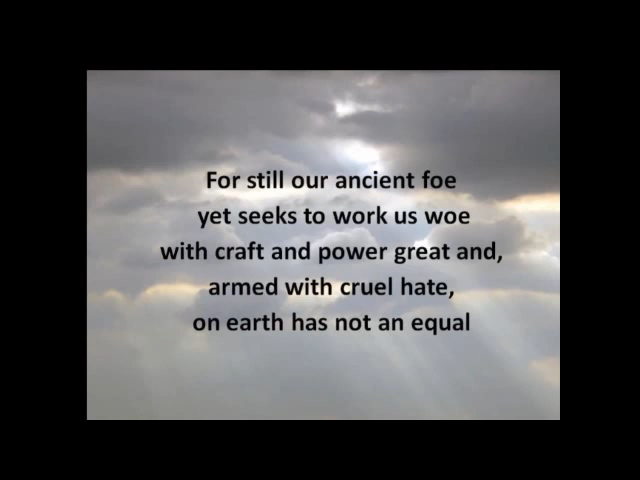 For still our ancient foe
yet seeks to work us woe
with craft and power great and,
armed with cruel hate,
on earth has not an equal